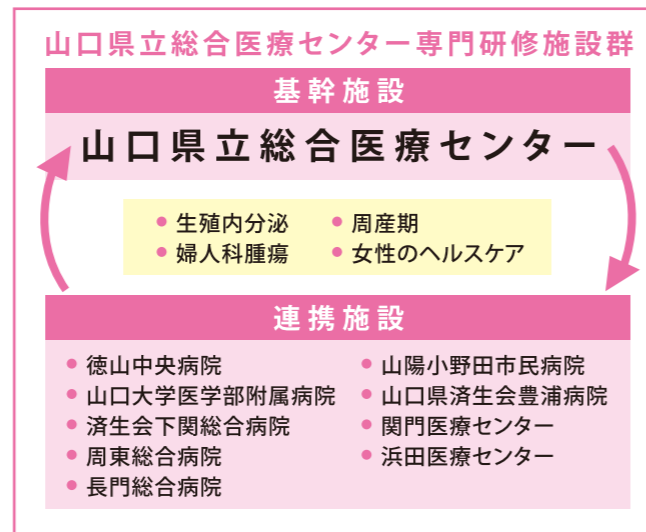 山口県立総合医療センター専門研修施設群
基幹施設
山口県立総合医療センター
● 生殖内分泌 ● 周産期
● 婦人科腫瘍 ● 女性のヘルスケア
連携施設
● 徳山中央病院
● 山口大学医学部附属病院
● 済生会下関総合病院
● 周東総合病院
● 長門総合病院
● 山陽小野田市民病院
● 山口県済生会豊浦病院
● 関門医療センター
● 浜田医療センター